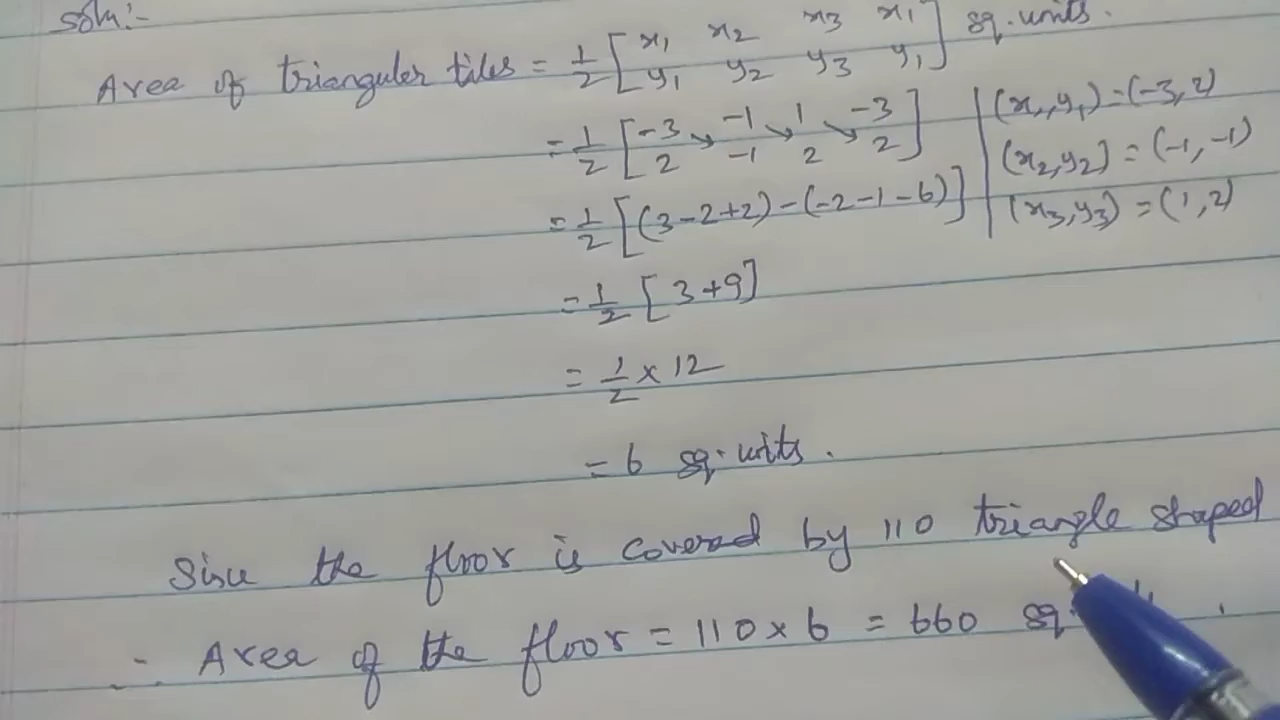 Soln:-
Area of triangular tiles = 1/2 [x1 x2 x3 x1
y1 y2 y3 y1] sq. units.
= 1/2 [-3 -1 1 -3
2 -1 2 2] | (x1, y1) = (-3, 2)
(x2, y2) = (-1, -1)
= 1/2 [(3-2+2)-(-2-1-6)] | (x3, y3) = (1, 2)
= 1/2 [3+9]
= 1/2 × 12
= 6 sq. units.
Since the floor is covered by 110 triangle shaped
∴ Area of the floor = 110 × 6 = 660 sq.